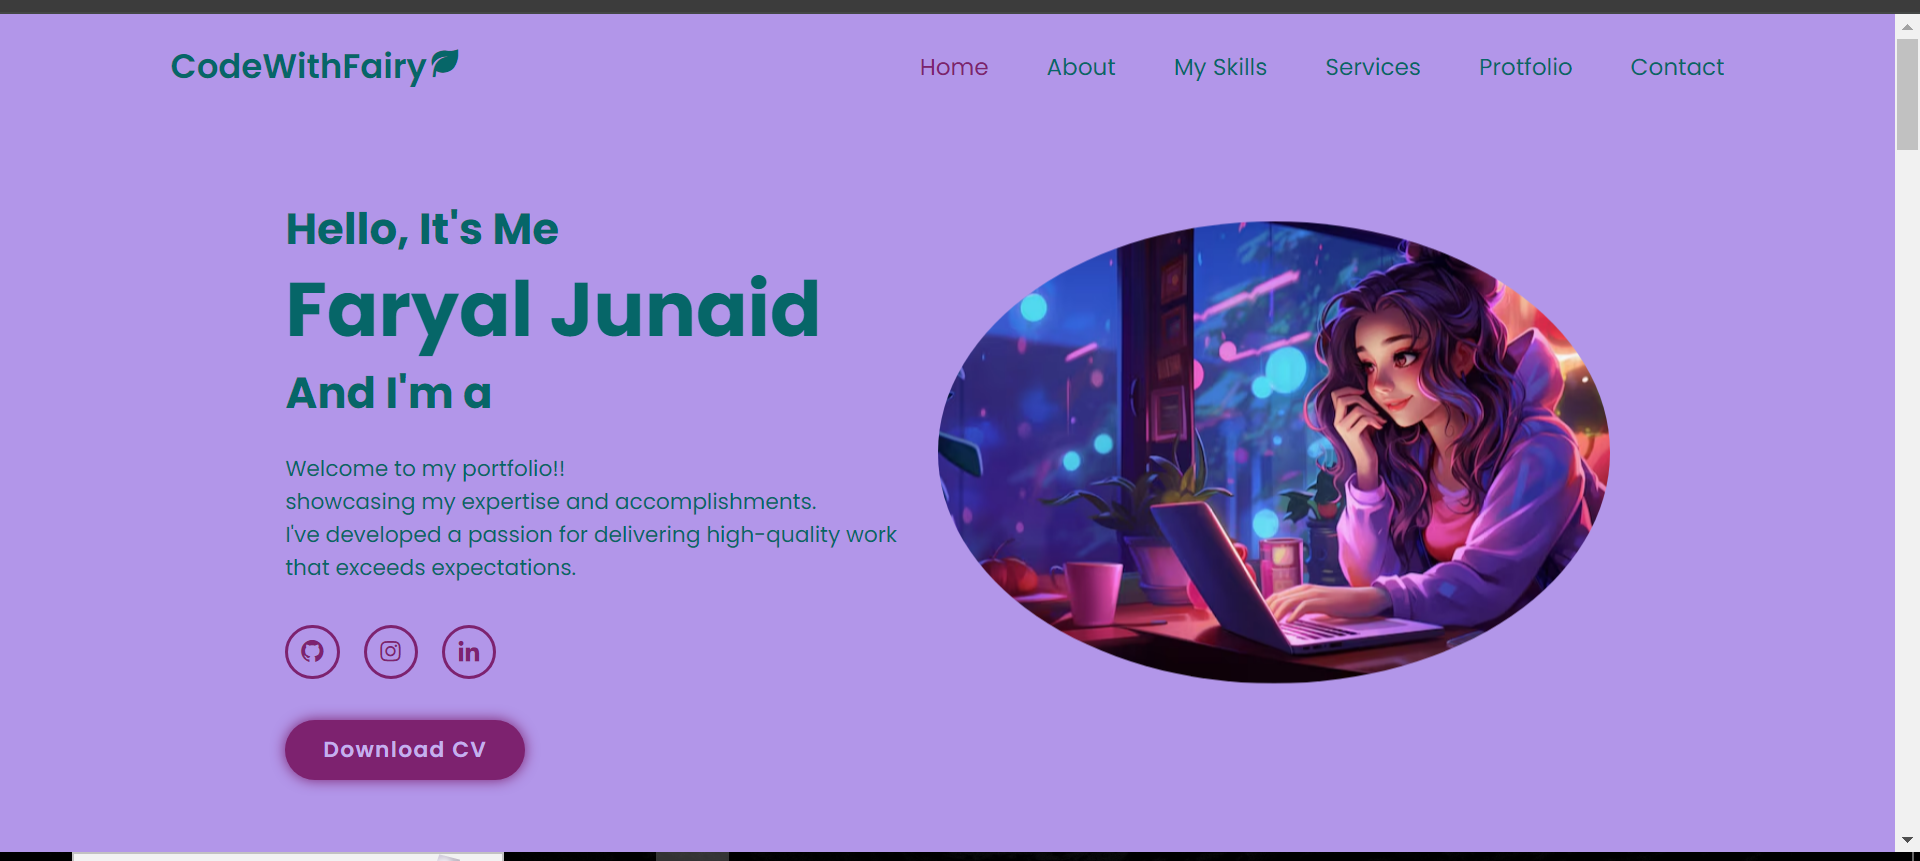 CodeWithFairy
Home About My Skills Services Protfolio Contact
Hello, It's Me
Faryal Junaid
And I'm a
Welcome to my portfolio!!
showcasing my expertise and accomplishments.
I've developed a passion for delivering high-quality work
that exceeds expectations.
in
Download CV